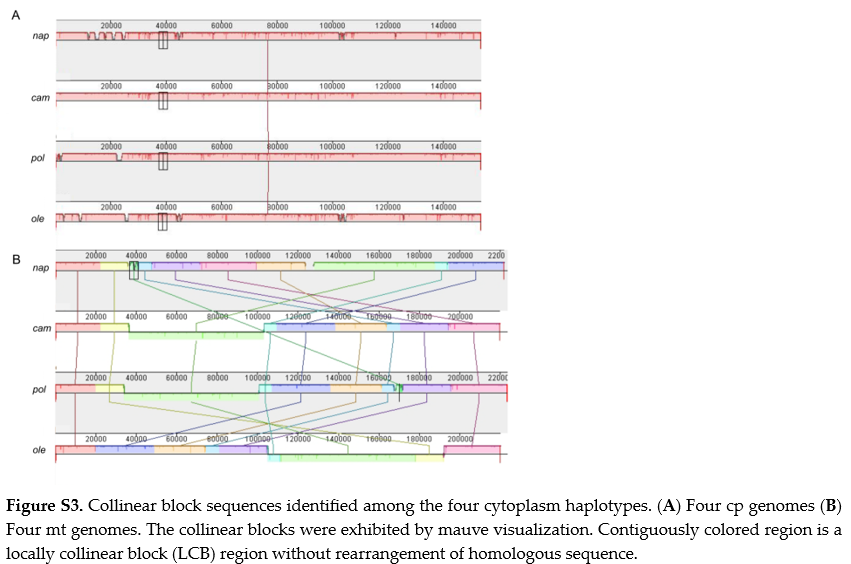 A
20000 40000 60000 80000 100000 120000 140000
nap
20000 40000 60000 80000 100000 120000 140000
cam
20000 40000 60000 80000 100000 120000 140000
pol
20000 40000 60000 80000 100000 120000 140000
ole
B
20000 40000 60000 80000 100000 120000 140000 160000 180000 200000 2200
nap
20000 40000 60000 80000 100000 120000 140000 160000 180000 200000
cam
20000 40000 60000 80000 100000 120000 140000 160000 180000 200000 22000
pol
20000 40000 60000 80000 100000 120000 140000 160000 180000 200000
ole
Figure S3. Collinear block sequences identified among the four cytoplasm haplotypes. (A) Four cp genomes (B)
Four mt genomes. The collinear blocks were exhibited by mauve visualization. Contiguously colored region is a
locally collinear block (LCB) region without rearrangement of homologous sequence.